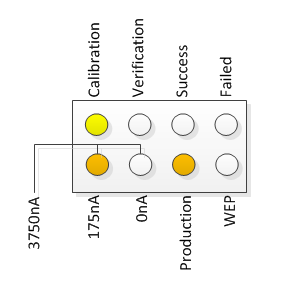 Calibration
Verification
Success
Failed
3750nA
175nA
0nA
Production
WEP